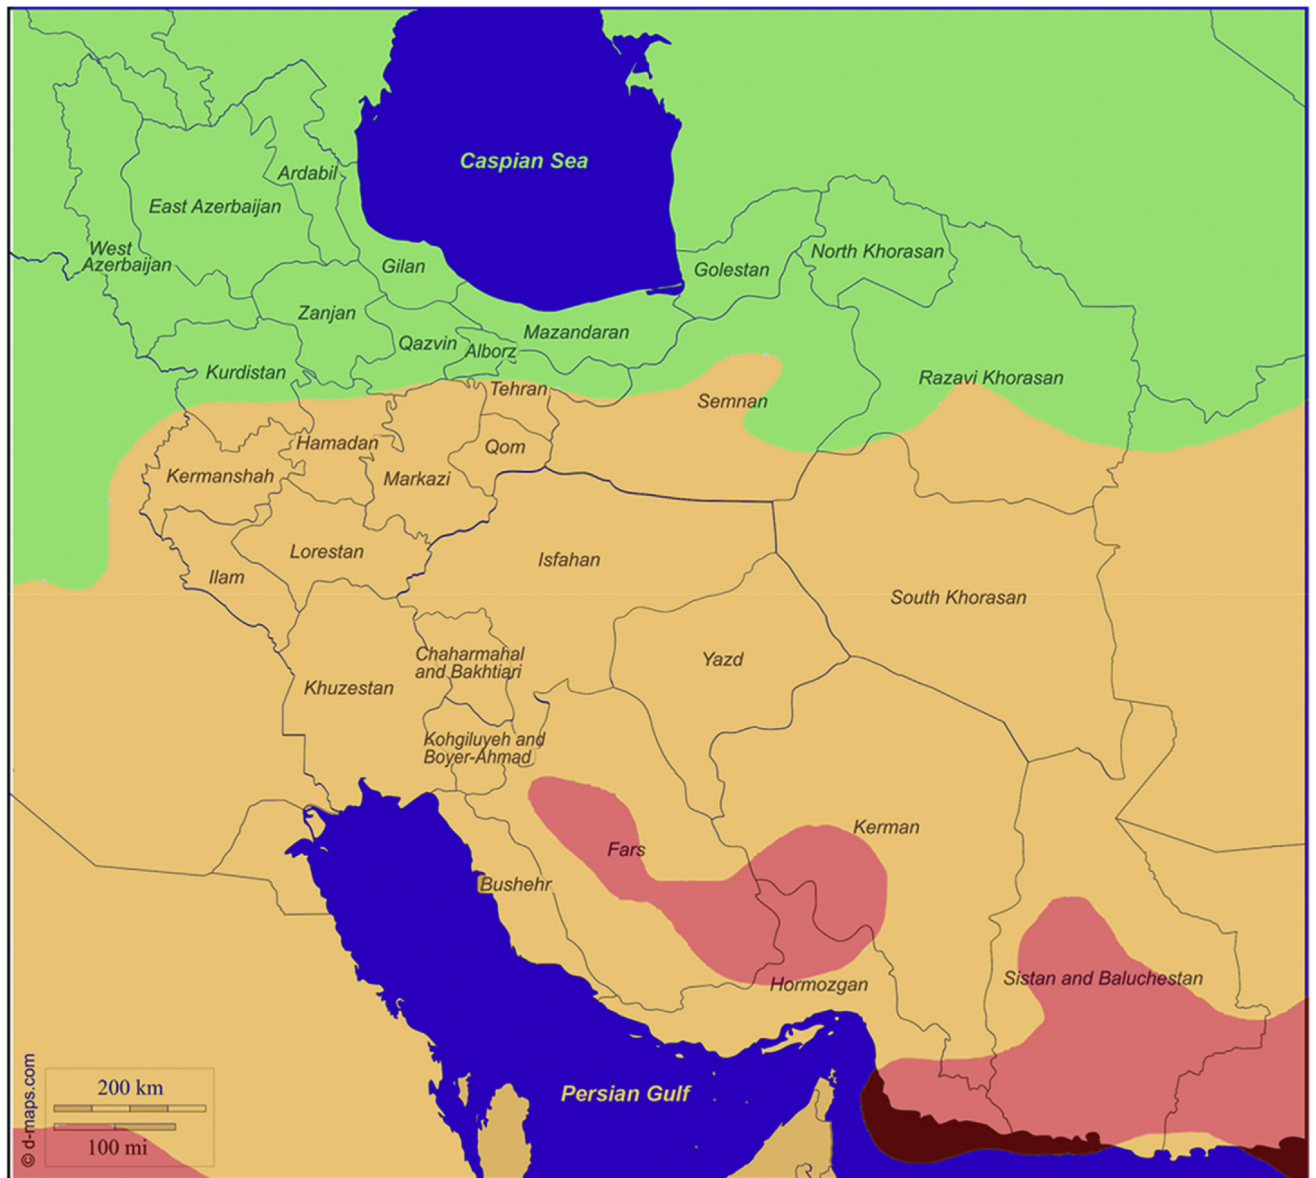 Caspian Sea
Ardabil
East Azerbaijan
West
Azerbaijan
Gilan
Golestan
North Khorasan
Zanjan
Mazandaran
Qazvin
Alborz
Kurdistan
Razavi Khorasan
Tehran
Semnan
Hamadan
Qom
Kermanshah
Markazi
Lorestan
Isfahan
Ilam
South Khorasan
Chaharmahal
and Bakhtiari
Yazd
Khuzestan
Kohgiluyeh and
Boyer-Ahmad
Kerman
Fars
Bushehr
Sistan and Baluchestan
Hormozgan
Persian Gulf
200 km
100 mi
© d-maps.com